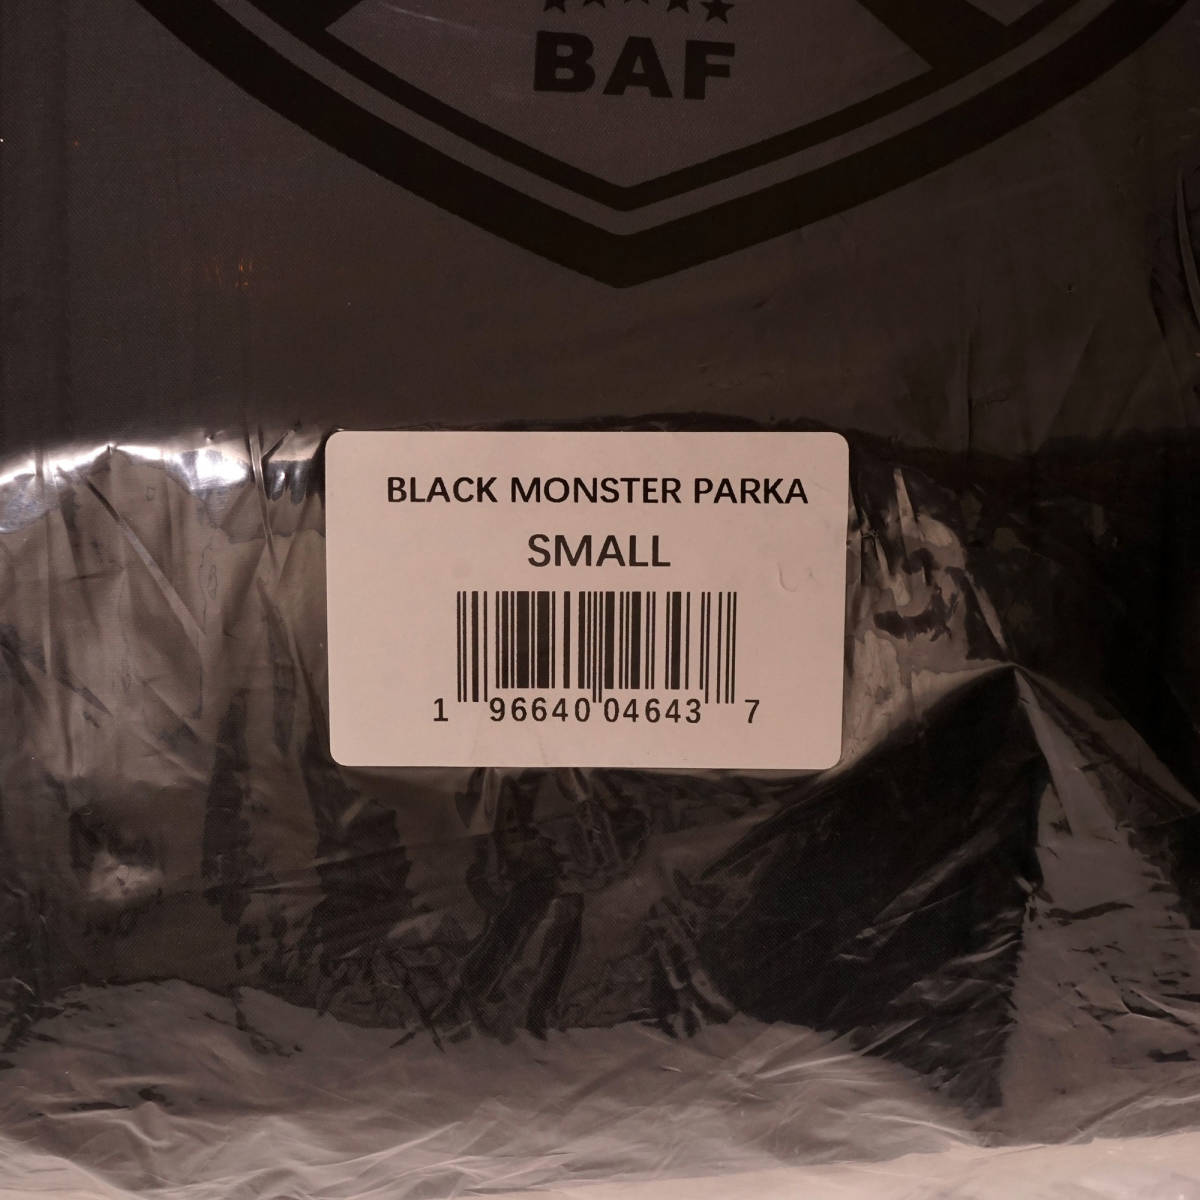 BAF
BLACK MONSTER PARKA
SMALL
1 96640 04643 7